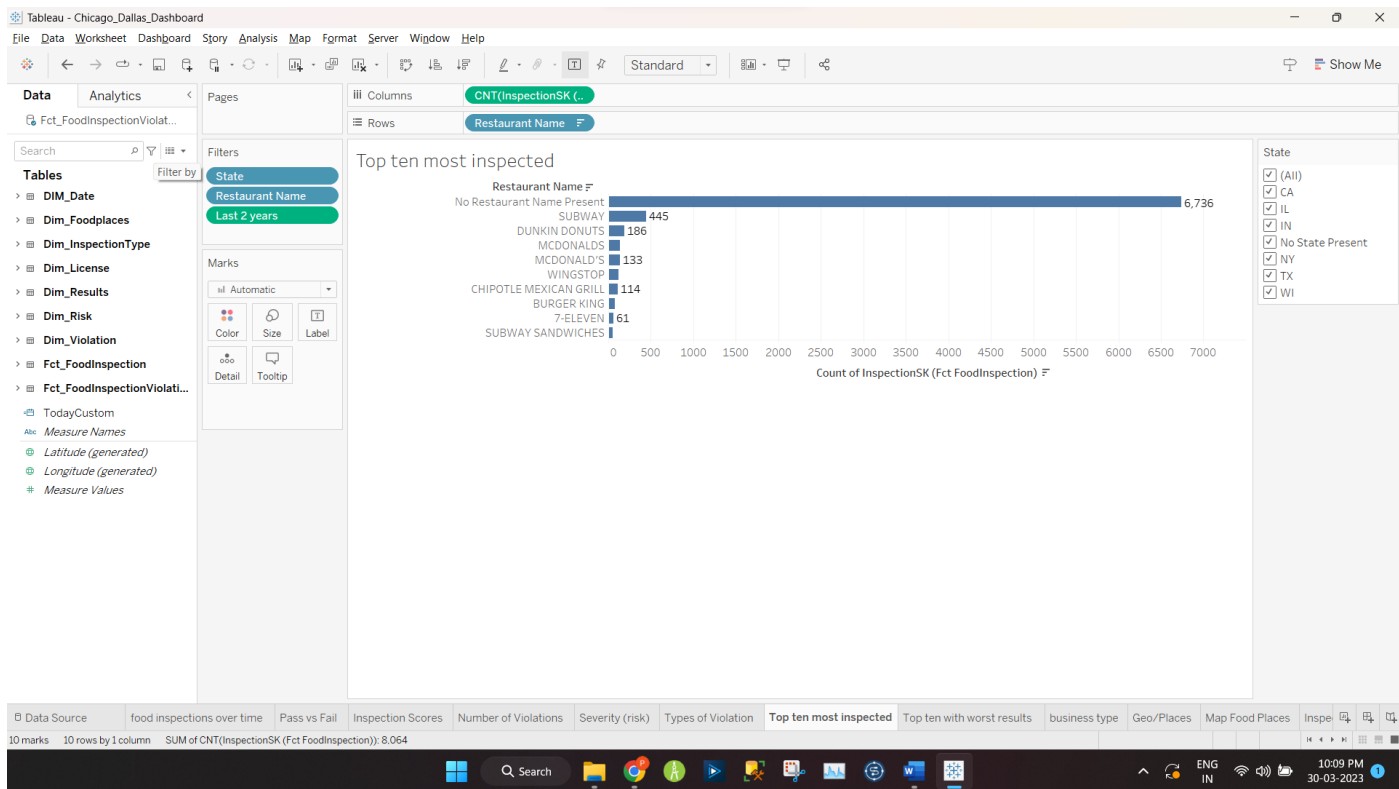 Tableau - Chicago_Dallas_Dashboard
File Data Worksheet Dashboard Story Analysis Map Format Server Window Help
Standard
Show Me
Data Analytics
Fct_FoodInspectionViolat...
Search
Filter by
Tables
DIM_Date
Dim_Foodplaces
Dim_InspectionType
Dim_License
Dim_Results
Dim_Risk
Dim_Violation
Fct_FoodInspection
Fct_FoodInspectionViolati...
TodayCustom
Abc Measure Names
Latitude (generated)
Longitude (generated)
# Measure Values
Pages
Filters
State
Restaurant Name
Last 2 years
Marks
Automatic
Color Size Label
Detail Tooltip
iii Columns CNT(InspectionSK (..
Rows Restaurant Name
Top ten most inspected
Restaurant Name
No Restaurant Name Present 6,736
SUBWAY 445
DUNKIN DONUTS 186
MCDONALDS
MCDONALD'S 133
WINGSTOP
CHIPOTLE MEXICAN GRILL 114
BURGER KING
7-ELEVEN 61
SUBWAY SANDWICHES
0 500 1000 1500 2000 2500 3000 3500 4000 4500 5000 5500 6000 6500 7000
Count of InspectionSK (Fct FoodInspection)
State
(All)
CA
IL
IN
No State Present
NY
TX
WI
Data Source food inspections over time Pass vs Fail Inspection Scores Number of Violations Severity (risk) Types of Violation Top ten most inspected Top ten with worst results business type Geo/Places Map Food Places Inspe
10 marks 10 rows by 1 column SUM of CNT(InspectionSK (Fct FoodInspection)): 8,064
Search
ENG
IN
10:09 PM
30-03-2023
1